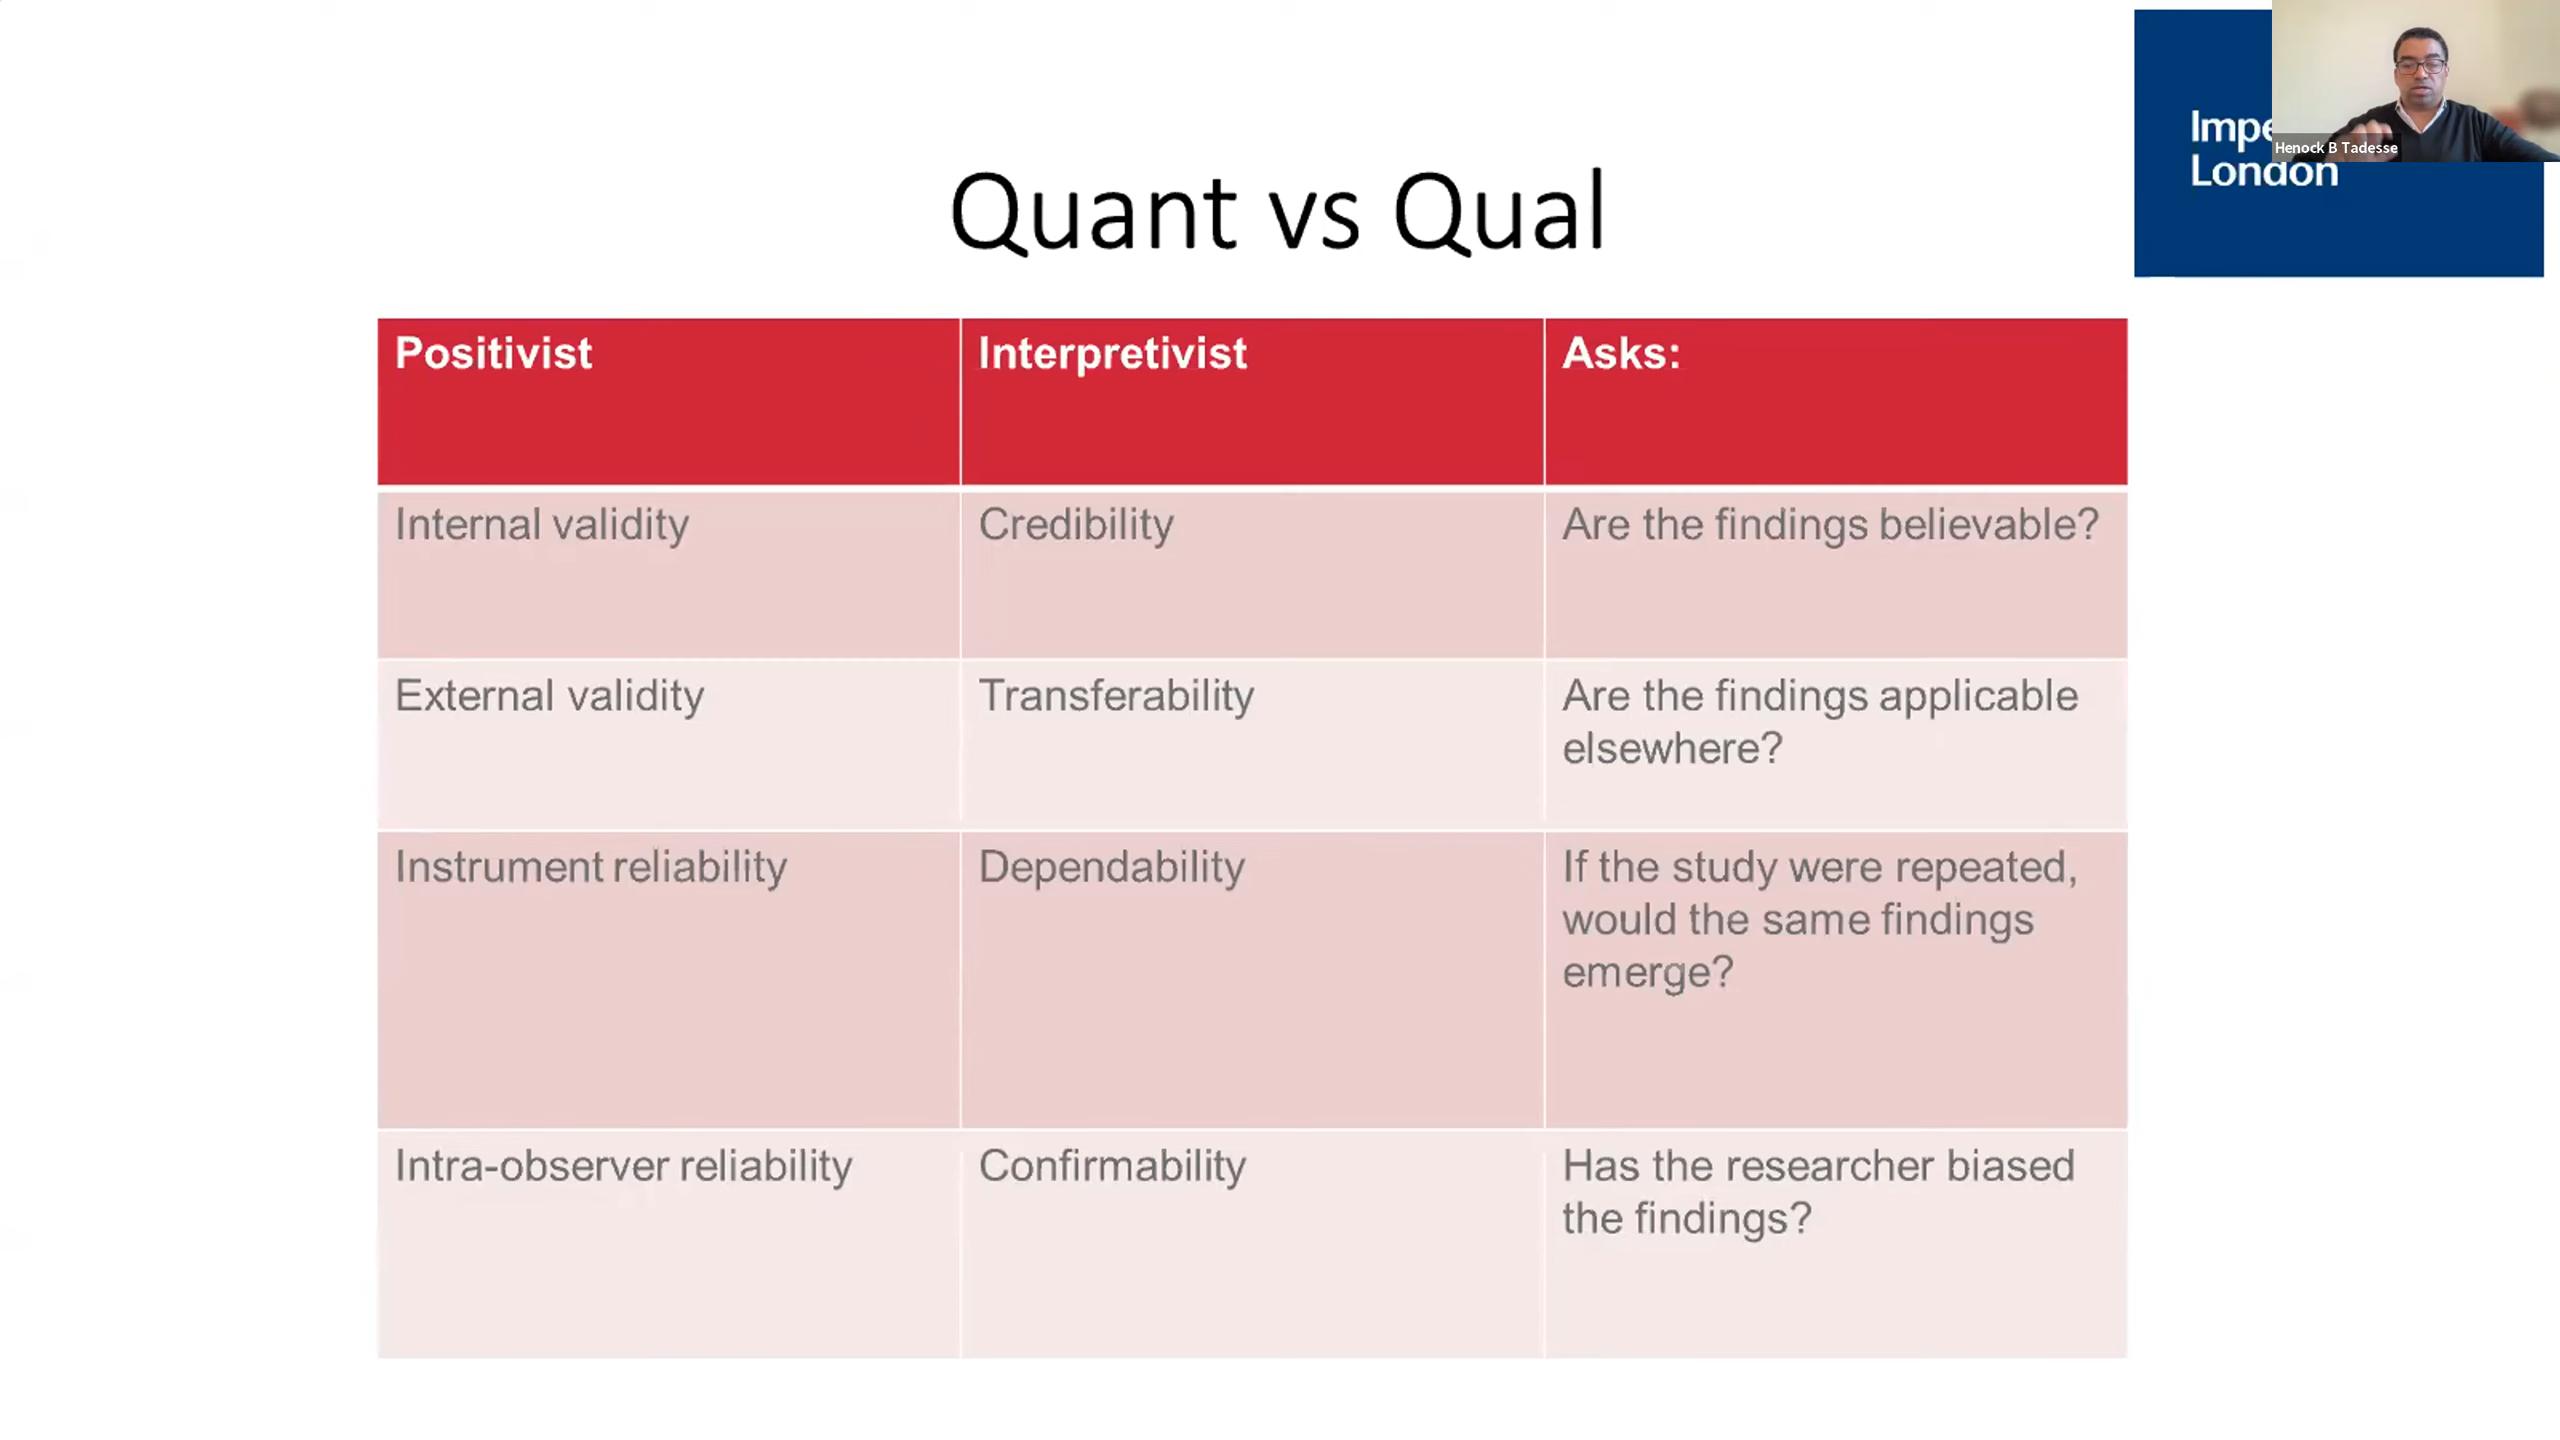 Henock B Tadesse
London
Quant vs Qual
Positivist
Interpretivist
Asks:
Internal validity
Credibility
Are the findings believable?
External validity
Transferability
Are the findings applicable
elsewhere?
Instrument reliability
Dependability
If the study were repeated,
would the same findings
emerge?
Intra-observer reliability
Confirmability
Has the researcher biased
the findings?